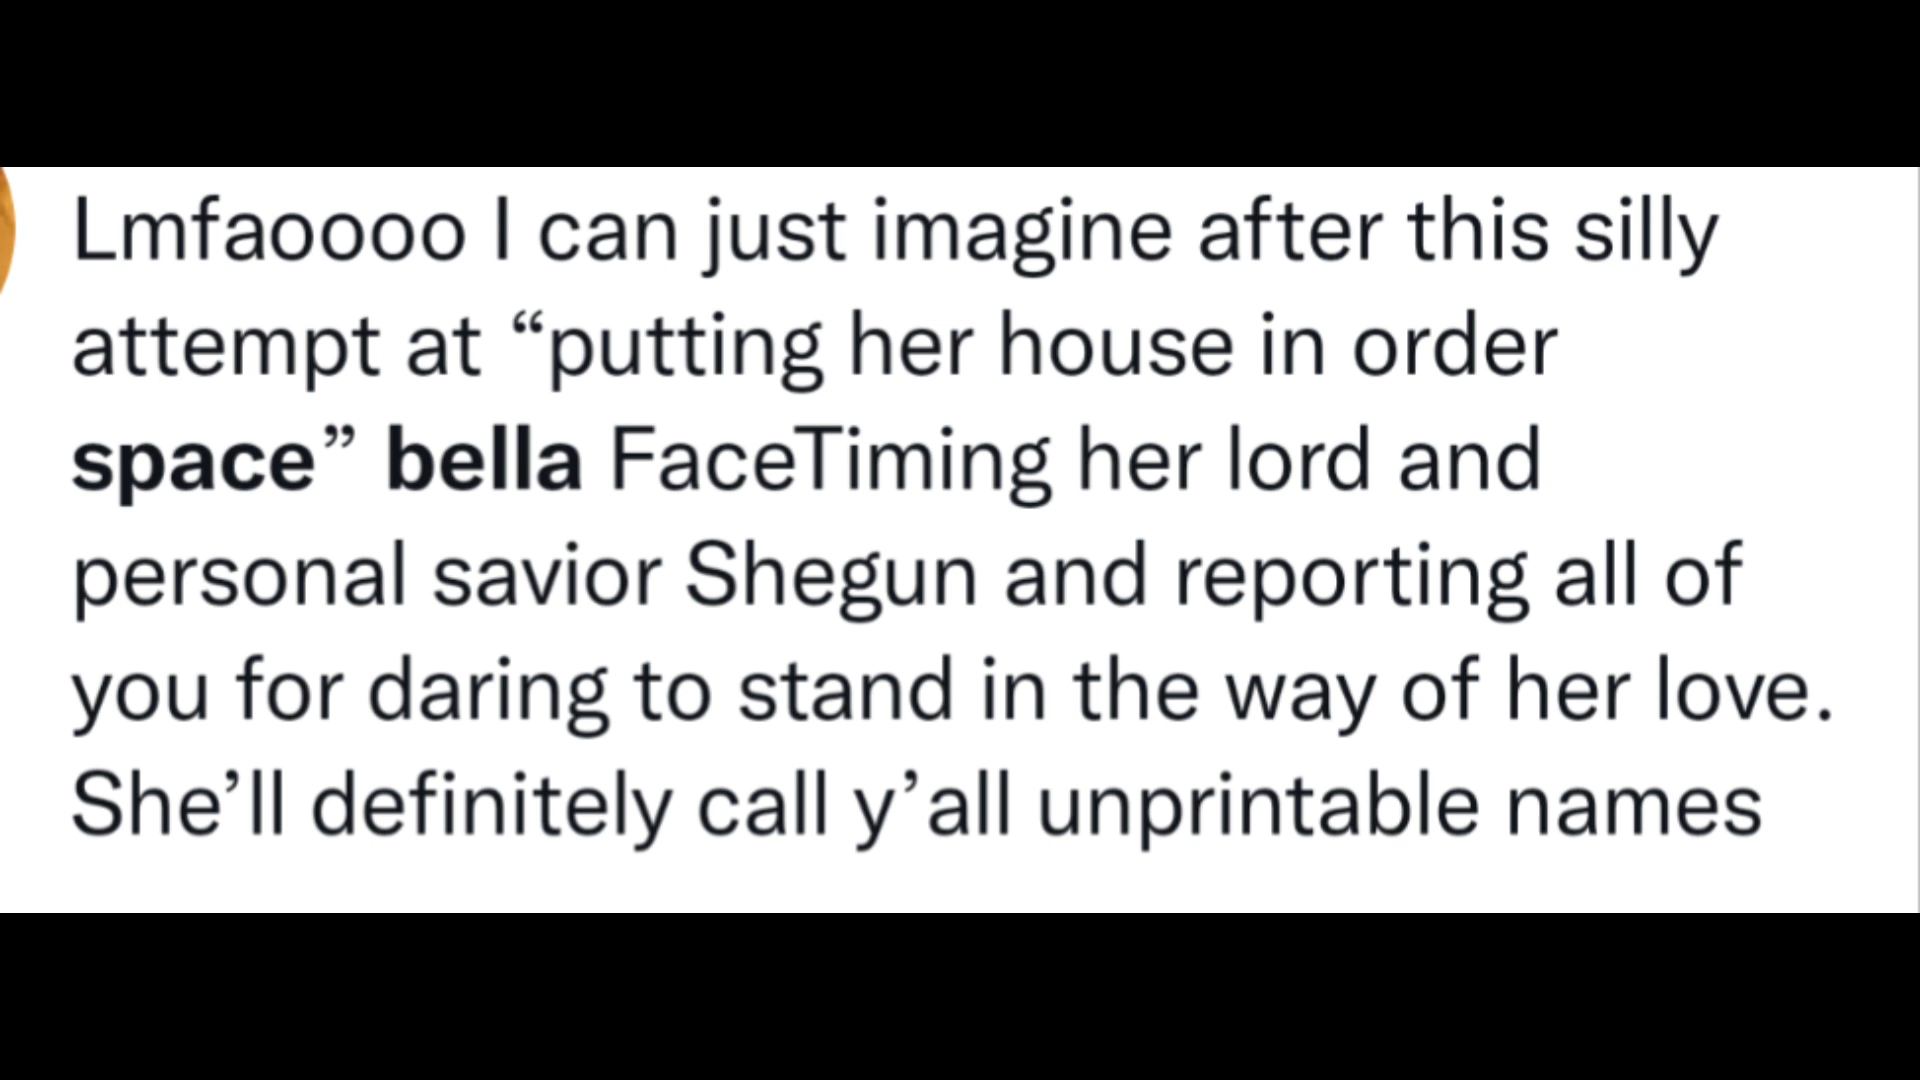 Lmfaoooo I can just imagine after this silly
attempt at “putting her house in order
space” bella FaceTiming her lord and
personal savior Shegun and reporting all of
you for daring to stand in the way of her love.
She’ll definitely call y’all unprintable names